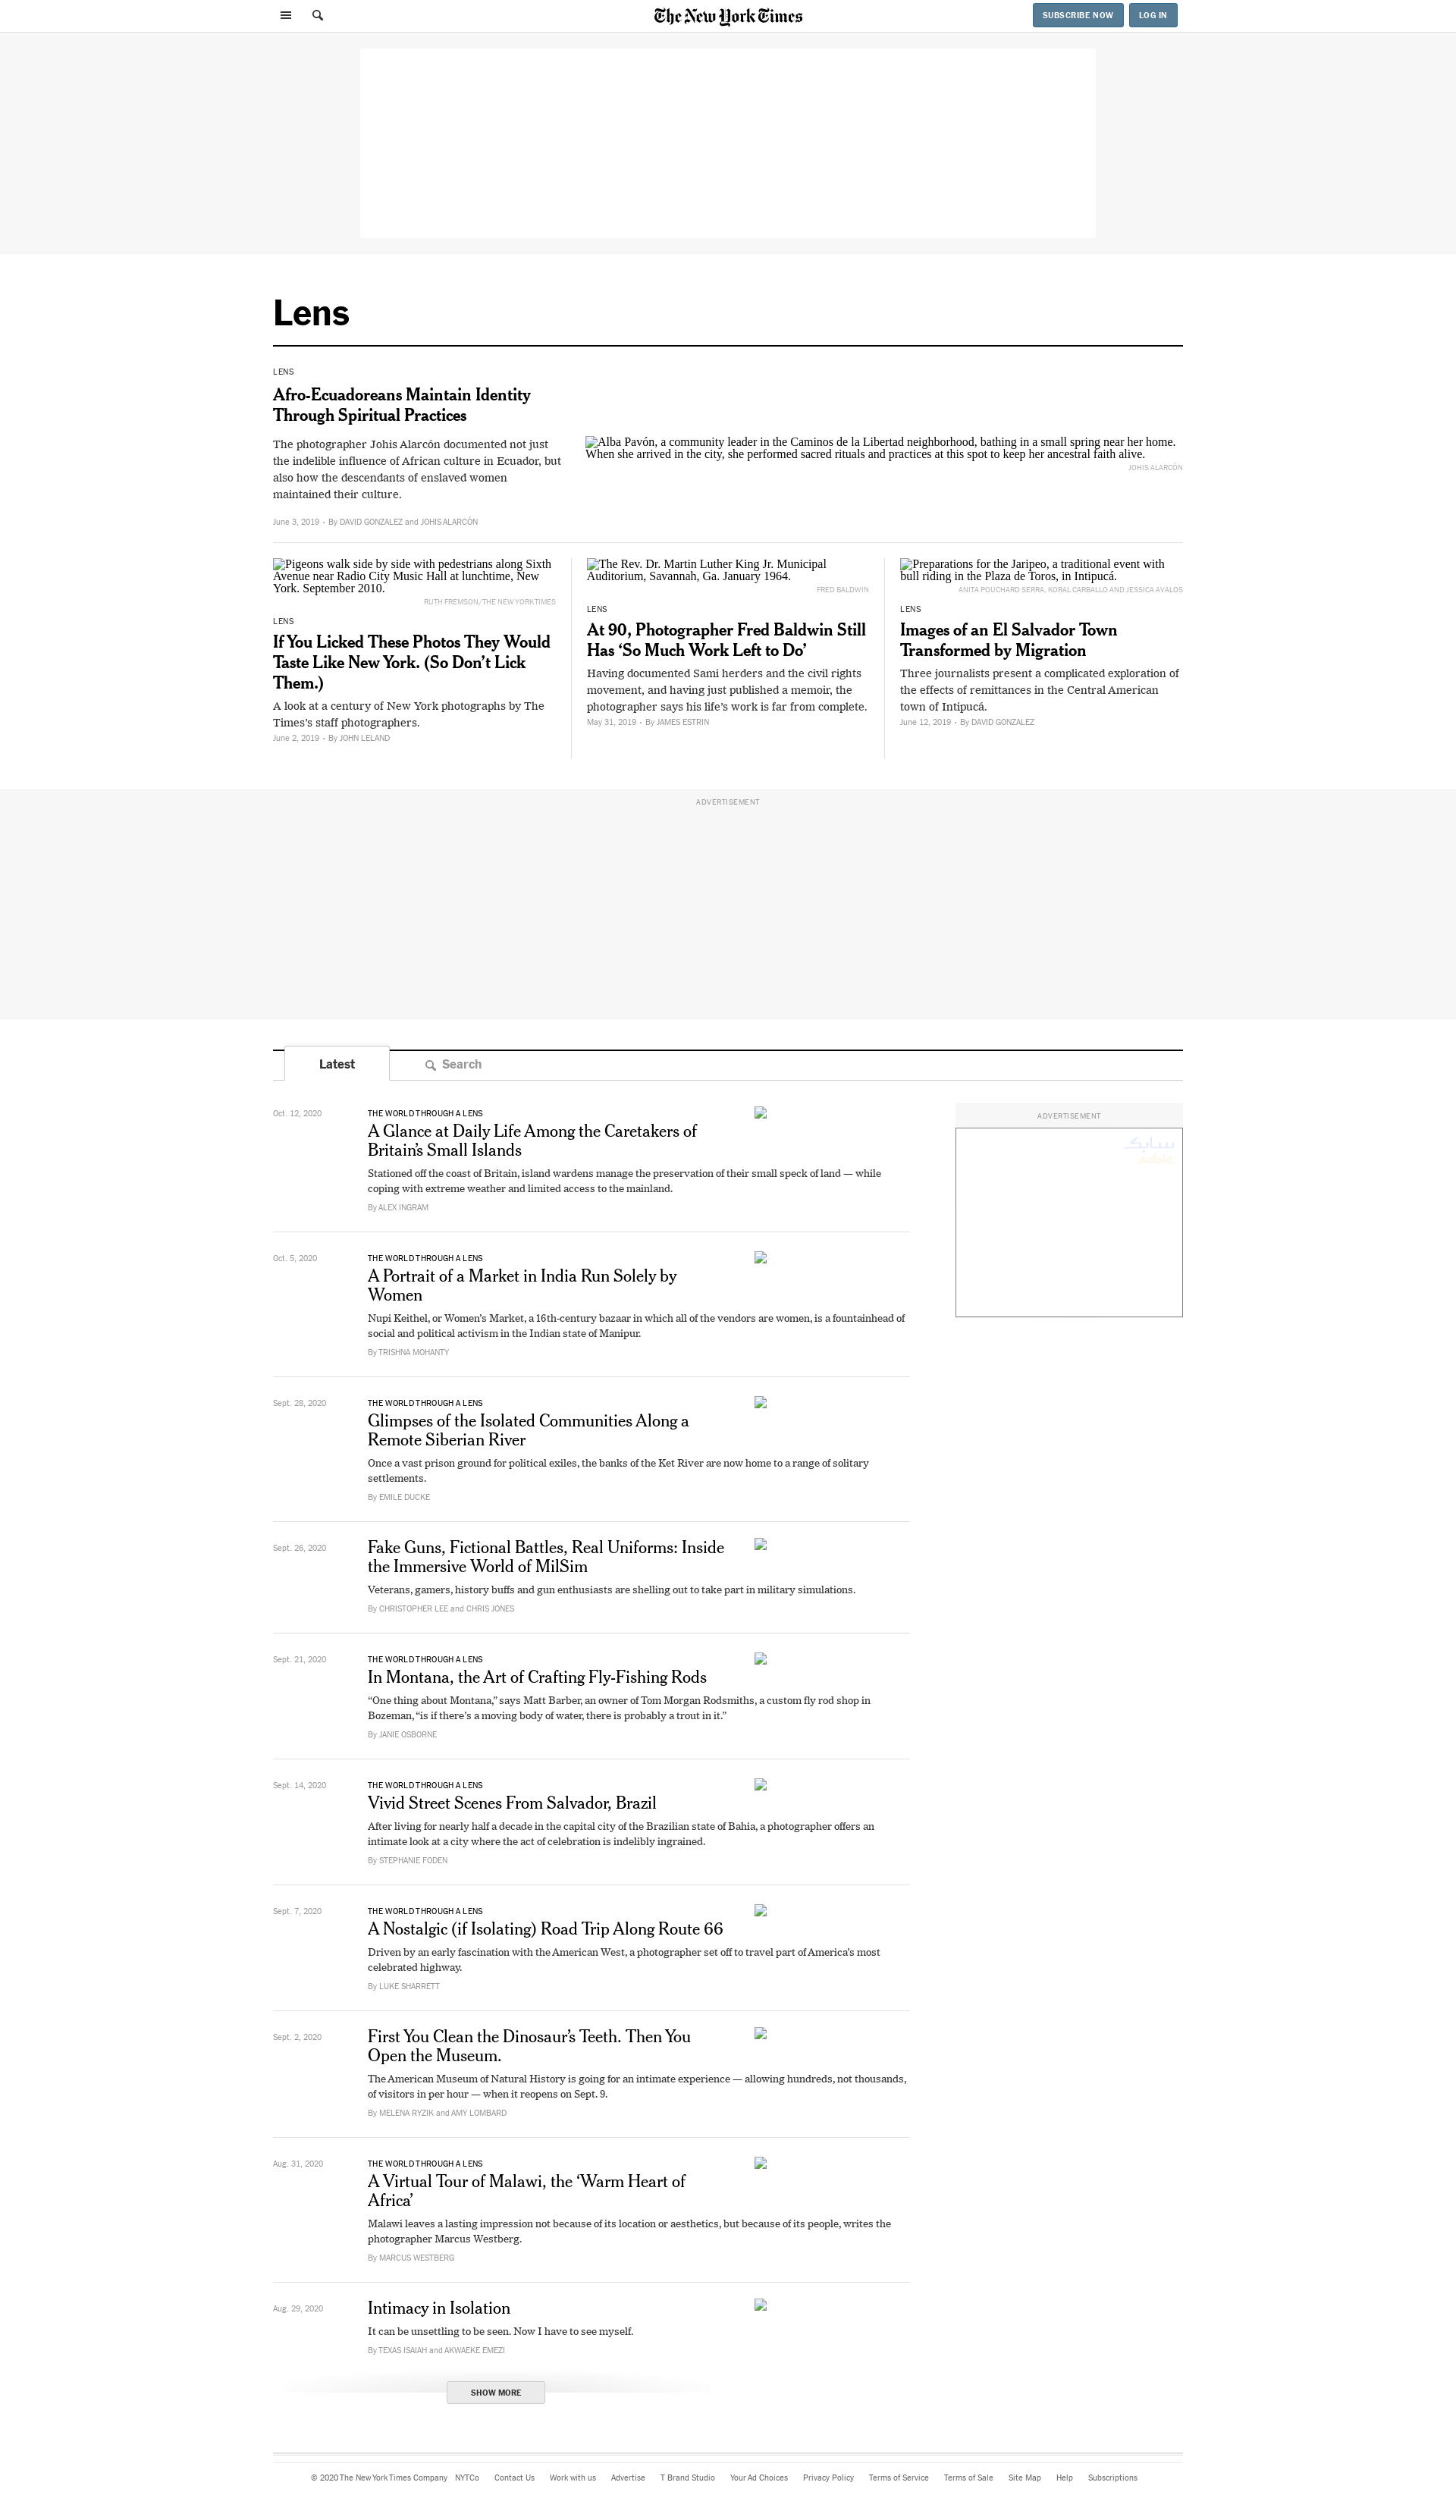 The New York Times
SUBSCRIBE NOW
LOG IN
Lens
LENS
Afro-Ecuadoreans Maintain Identity
Through Spiritual Practices
The photographer Johis Alarcón documented not just
the indelible influence of African culture in Ecuador, but
also how the descendants of enslaved women
maintained their culture.
June 3, 2019 • By DAVID GONZALEZ and JOHIS ALARCÓN
Alba Pavón, a community leader in the Caminos de la Libertad neighborhood, bathing in a small spring near her home.
When she arrived in the city, she performed sacred rituals and practices at this spot to keep her ancestral faith alive.
JOHIS ALARCÓN
Pigeons walk side by side with pedestrians along Sixth
Avenue near Radio City Music Hall at lunchtime, New
York. September 2010.
RUTH FREMSON/THE NEW YORK TIMES
LENS
If You Licked These Photos They Would
Taste Like New York. (So Don’t Lick
Them.)
A look at a century of New York photographs by The
Times’s staff photographers.
June 2, 2019 • By JOHN LELAND
The Rev. Dr. Martin Luther King Jr. Municipal
Auditorium, Savannah, Ga. January 1964.
FRED BALDWIN
LENS
At 90, Photographer Fred Baldwin Still
Has ‘So Much Work Left to Do’
Having documented Sami herders and the civil rights
movement, and having just published a memoir, the
photographer says his life’s work is far from complete.
May 31, 2019 • By JAMES ESTRIN
Preparations for the Jaripeo, a traditional event with
bull riding in the Plaza de Toros, in Intipucá.
ANITA POUCHARD SERRA, KORAL CARBALLO AND JESSICA AVALOS
LENS
Images of an El Salvador Town
Transformed by Migration
Three journalists present a complicated exploration of
the effects of remittances in the Central American
town of Intipucá.
June 12, 2019 • By DAVID GONZALEZ
ADVERTISEMENT
Latest
Search
Oct. 12, 2020
THE WORLD THROUGH A LENS
A Glance at Daily Life Among the Caretakers of
Britain’s Small Islands
Stationed off the coast of Britain, island wardens manage the preservation of their small speck of land — while
coping with extreme weather and limited access to the mainland.
By ALEX INGRAM
ADVERTISEMENT
سابك
sabic
Oct. 5, 2020
THE WORLD THROUGH A LENS
A Portrait of a Market in India Run Solely by
Women
Nupi Keithel, or Women's Market, a 16th-century bazaar in which all of the vendors are women, is a fountainhead of
social and political activism in the Indian state of Manipur.
By TRISHNA MOHANTY
Sept. 28, 2020
THE WORLD THROUGH A LENS
Glimpses of the Isolated Communities Along a
Remote Siberian River
Once a vast prison ground for political exiles, the banks of the Ket River are now home to a range of solitary
settlements.
By EMILE DUCKE
Sept. 26, 2020
Fake Guns, Fictional Battles, Real Uniforms: Inside
the Immersive World of MilSim
Veterans, gamers, history buffs and gun enthusiasts are shelling out to take part in military simulations.
By CHRISTOPHER LEE and CHRIS JONES
Sept. 21, 2020
THE WORLD THROUGH A LENS
In Montana, the Art of Crafting Fly-Fishing Rods
“One thing about Montana,” says Matt Barber, an owner of Tom Morgan Rodsmiths, a custom fly rod shop in
Bozeman, “is if there’s a moving body of water, there is probably a trout in it.”
By JANIE OSBORNE
Sept. 14, 2020
THE WORLD THROUGH A LENS
Vivid Street Scenes From Salvador, Brazil
After living for nearly half a decade in the capital city of the Brazilian state of Bahia, a photographer offers an
intimate look at a city where the act of celebration is indelibly ingrained.
By STEPHANIE FODEN
Sept. 7, 2020
THE WORLD THROUGH A LENS
A Nostalgic (if Isolating) Road Trip Along Route 66
Driven by an early fascination with the American West, a photographer set off to travel part of America’s most
celebrated highway.
By LUKE SHARRETT
Sept. 2, 2020
First You Clean the Dinosaur’s Teeth. Then You
Open the Museum.
The American Museum of Natural History is going for an intimate experience — allowing hundreds, not thousands,
of visitors in per hour — when it reopens on Sept. 9.
By MELENA RYZIK and AMY LOMBARD
Aug. 31, 2020
THE WORLD THROUGH A LENS
A Virtual Tour of Malawi, the ‘Warm Heart of
Africa’
Malawi leaves a lasting impression not because of its location or aesthetics, but because of its people, writes the
photographer Marcus Westberg.
By MARCUS WESTBERG
Aug. 29, 2020
Intimacy in Isolation
It can be unsettling to be seen. Now I have to see myself.
By TEXAS ISAIAH and AKWAEKE EMEZI
SHOW MORE
© 2020 The New York Times Company NYTCo Contact Us Work with us Advertise T Brand Studio Your Ad Choices Privacy Policy Terms of Service Terms of Sale Site Map Help Subscriptions